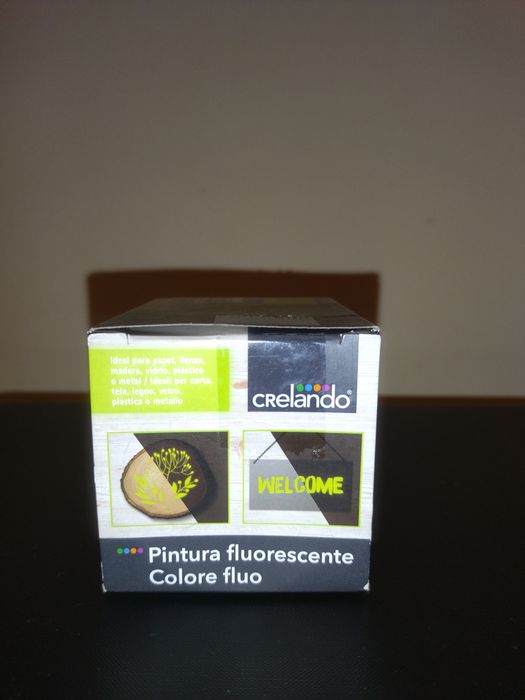 Ideal para papel, lienzo,
madera, vidrio, plástico
o metal / Ideali per carta,
tela, legno, vetro,
plastica o metallo
crelando®
WELCOME
Pintura fluorescente
Colore fluo